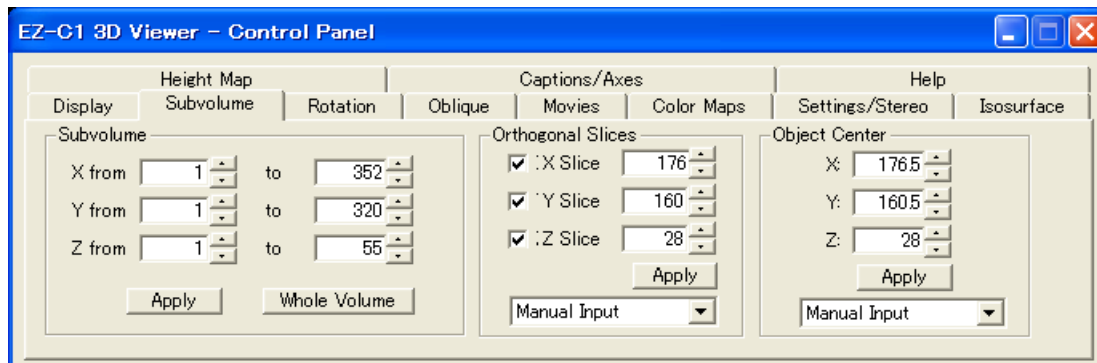 EZ-C1 3D Viewer - Control Panel
Height Map Captions/Axes Help
Display Subvolume Rotation Oblique Movies Color Maps Settings/Stereo Isosurface
Subvolume
X from 1 to 352
Y from 1 to 320
Z from 1 to 55
Apply Whole Volume
Orthogonal Slices
X Slice 176
Y Slice 160
Z Slice 28
Apply
Manual Input
Object Center
X: 176.5
Y: 160.5
Z: 28
Apply
Manual Input